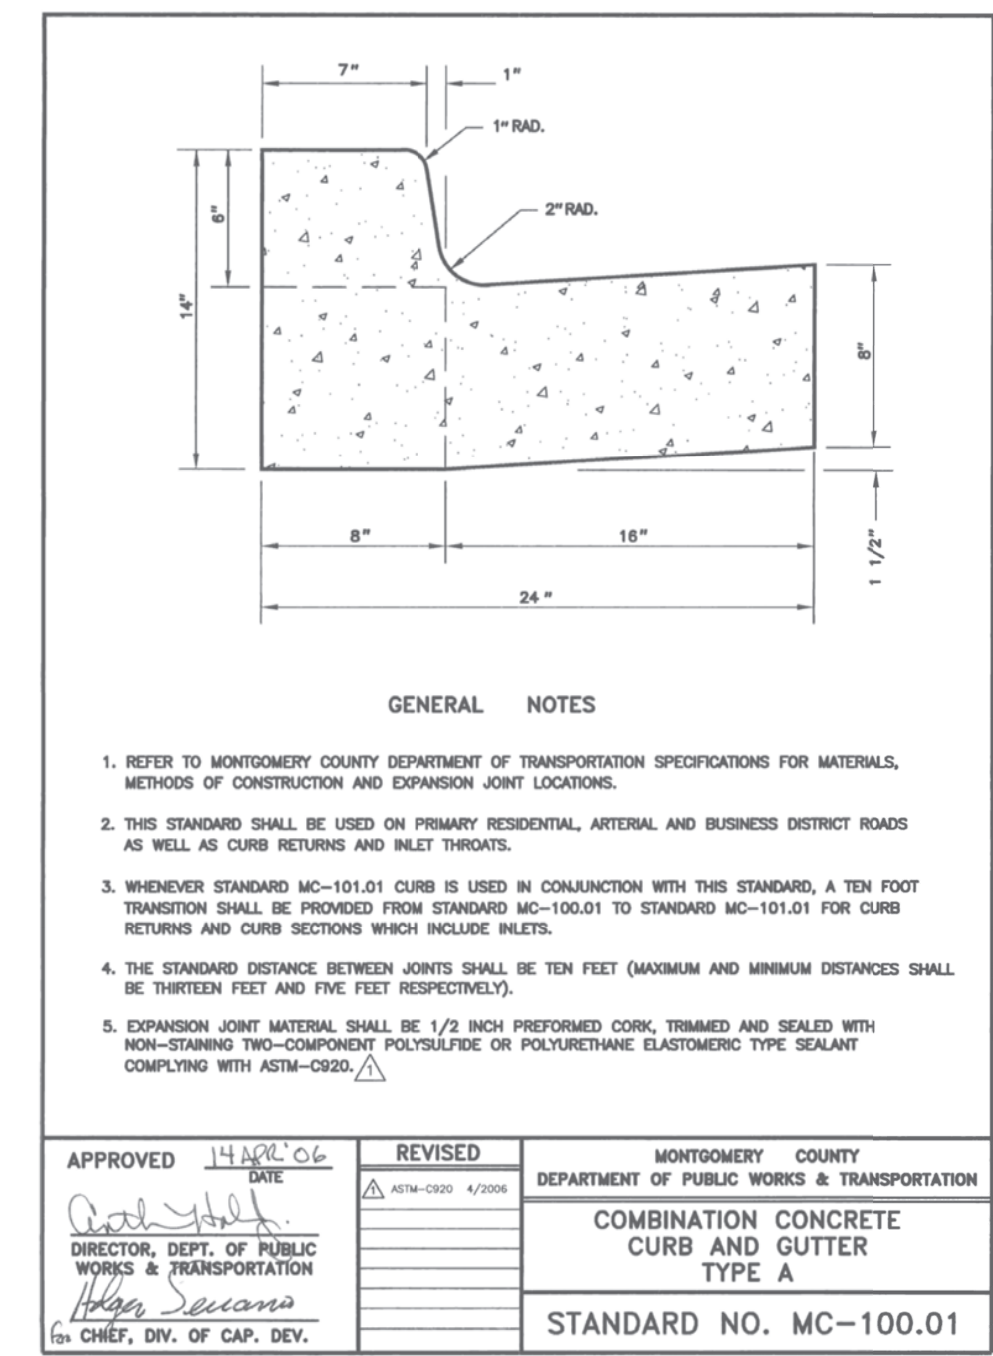 7"
1"
1" RAD.
2" RAD.
6"
14"
8"
8"
16"
1 1/2"
24 "
GENERAL NOTES
1. REFER TO MONTGOMERY COUNTY DEPARTMENT OF TRANSPORTATION SPECIFICATIONS FOR MATERIALS,
METHODS OF CONSTRUCTION AND EXPANSION JOINT LOCATIONS.
2. THIS STANDARD SHALL BE USED ON PRIMARY RESIDENTIAL, ARTERIAL AND BUSINESS DISTRICT ROADS
AS WELL AS CURB RETURNS AND INLET THROATS.
3. WHENEVER STANDARD MC-101.01 CURB IS USED IN CONJUNCTION WITH THIS STANDARD, A TEN FOOT
TRANSITION SHALL BE PROVIDED FROM STANDARD MC-100.01 TO STANDARD MC-101.01 FOR CURB
RETURNS AND CURB SECTIONS WHICH INCLUDE INLETS.
4. THE STANDARD DISTANCE BETWEEN JOINTS SHALL BE TEN FEET (MAXIMUM AND MINIMUM DISTANCES SHALL
BE THIRTEEN FEET AND FIVE FEET RESPECTIVELY).
5. EXPANSION JOINT MATERIAL SHALL BE 1/2 INCH PREFORMED CORK, TRIMMED AND SEALED WITH
NON-STAINING TWO-COMPONENT POLYSULFIDE OR POLYURETHANE ELASTOMERIC TYPE SEALANT
COMPLYING WITH ASTM-C920. 1
APPROVED 14 APR '06
DATE
DIRECTOR, DEPT. OF PUBLIC
WORKS & TRANSPORTATION
Holger Serrano
for CHIEF, DIV. OF CAP. DEV.
REVISED
1 ASTM-C920 4/2006
MONTGOMERY COUNTY
DEPARTMENT OF PUBLIC WORKS & TRANSPORTATION
COMBINATION CONCRETE
CURB AND GUTTER
TYPE A
STANDARD NO. MC-100.01